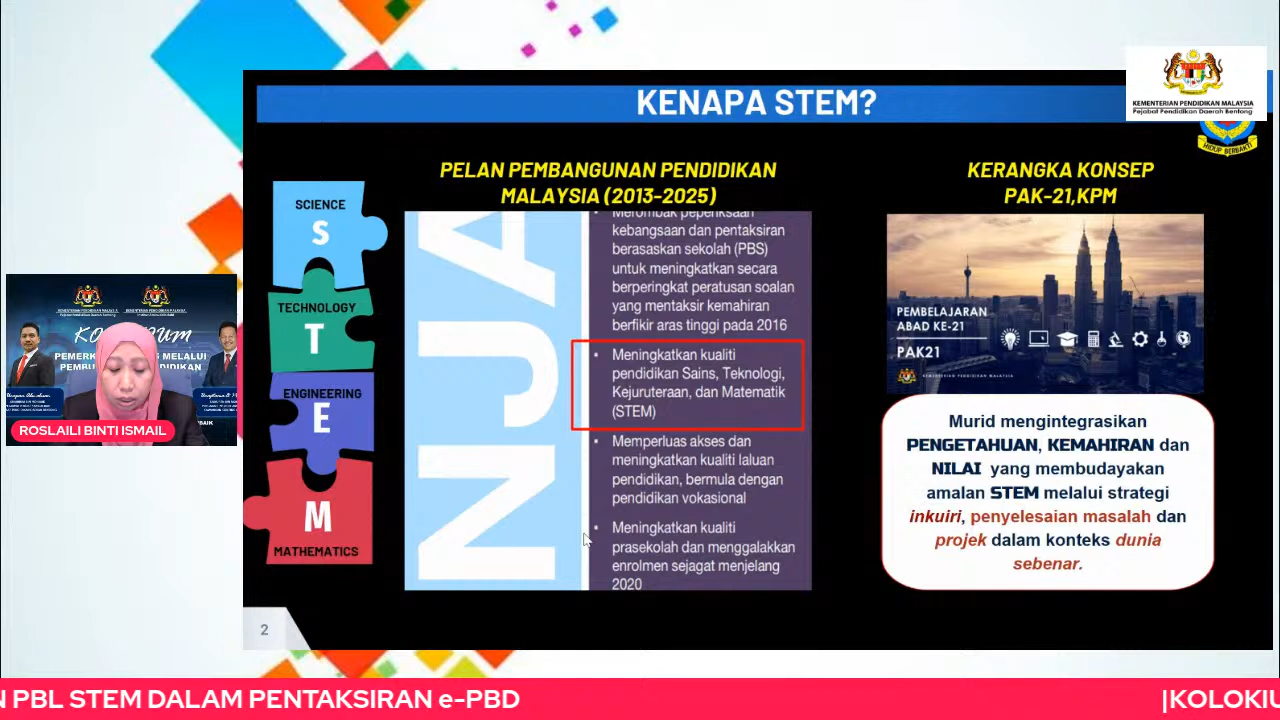 KENAPA STEM?
KEMENTERIAN PENDIDIKAN MALAYSIA
Pejabat Pendidikan Daerah Bentong
HIDUP BERBAKTI
SCIENCE
S
TECHNOLOGY
T
ENGINEERING
E
M
MATHEMATICS
PELAN PEMBANGUNAN PENDIDIKAN
MALAYSIA (2013-2025)
NJA
Merombak peperiksaan
kebangsaan dan pentaksiran
berasaskan sekolah (PBS)
untuk meningkatkan secara
berperingkat peratusan soalan
yang mentaksir kemahiran
berfikir aras tinggi pada 2016
Meningkatkan kualiti
pendidikan Sains, Teknologi,
Kejuruteraan, dan Matematik
(STEM)
Memperluas akses dan
meningkatkan kualiti laluan
pendidikan, bermula dengan
pendidikan vokasional
Meningkatkan kualiti
prasekolah dan menggalakkan
enrolmen sejagat menjelang
2020
KERANGKA KONSEP
PAK-21,KPM
PEMBELAJARAN
ABAD KE-21
PAK21
KEMENTERIAN PENDIDIKAN MALAYSIA
Murid mengintegrasikan
PENGETAHUAN, KEMAHIRAN dan
NILAI yang membudayakan
amalan STEM melalui strategi
inkuiri, penyelesaian masalah dan
projek dalam konteks dunia
sebenar.
2
ROSLAILI BINTI ISMAIL
N PBL STEM DALAM PENTAKSIRAN e-PBD
|KOLOKIU